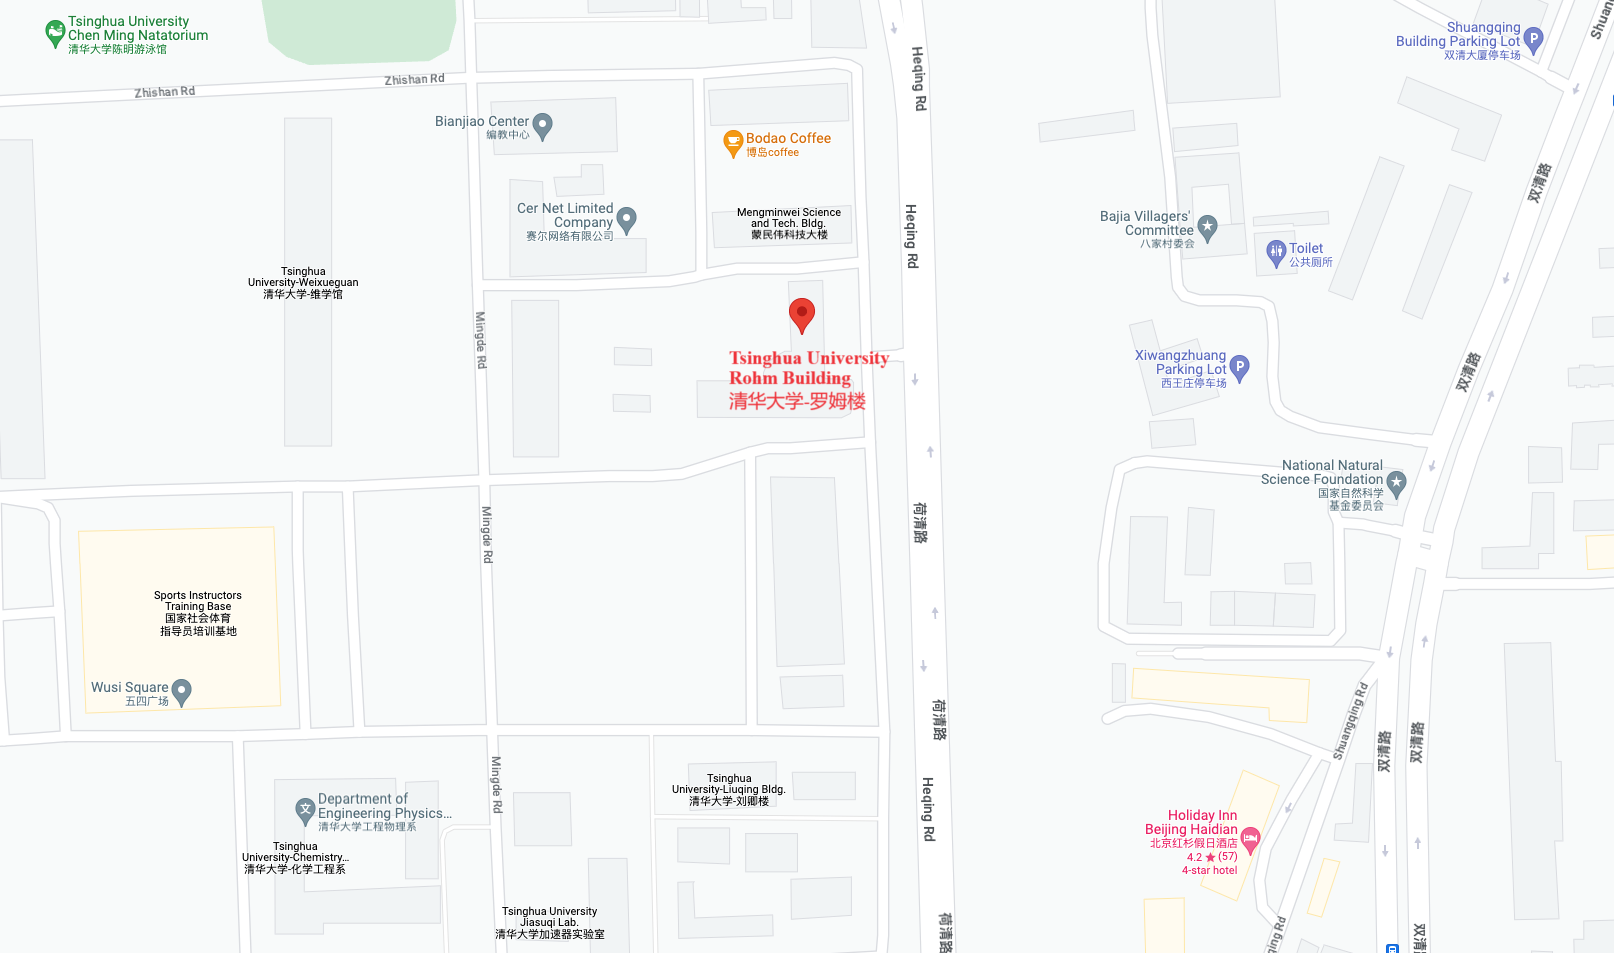 Tsinghua University
Chen Ming Natatorium
清华大学陈明游泳馆
Zhishan Rd
Zhishan Rd
Heqing Rd
Shuangqing
Building Parking Lot
双清大厦停车场
Bianjiao Center
编教中心
Bodao Coffee
博岛coffee
双清路
Cer Net Limited
Company
赛尔网络有限公司
Mengminwei Science
and Tech. Bldg.
蒙民伟科技大楼
Heqing Rd
Bajia Villagers'
Committee
八家村委会
Toilet
公共厕所
Tsinghua
University-Weixueguan
清华大学-维学馆
Mingde Rd
Tsinghua University
Rohm Building
清华大学-罗姆楼
Xiwangzhuang
Parking Lot
西王庄停车场
双清路
National Natural
Science Foundation
国家自然科学
基金委员会
Mingde Rd
荷清路
Sports Instructors
Training Base
国家社会体育
指导员培训基地
Wusi Square
五四广场
荷清路
Shuangqing Rd
双清路
双清路
Mingde Rd
Tsinghua
University-Liuqing Bldg.
清华大学-刘卿楼
Heqing Rd
Department of
Engineering Physics...
清华大学工程物理系
Tsinghua
University-Chemistry...
清华大学-化学工程系
Holiday Inn
Beijing Haidian
北京红杉假日酒店
4.2 ★ (57)
4-star hotel
Tsinghua University
Jiasuqi Lab.
清华大学加速器实验室
荷清路
双清路